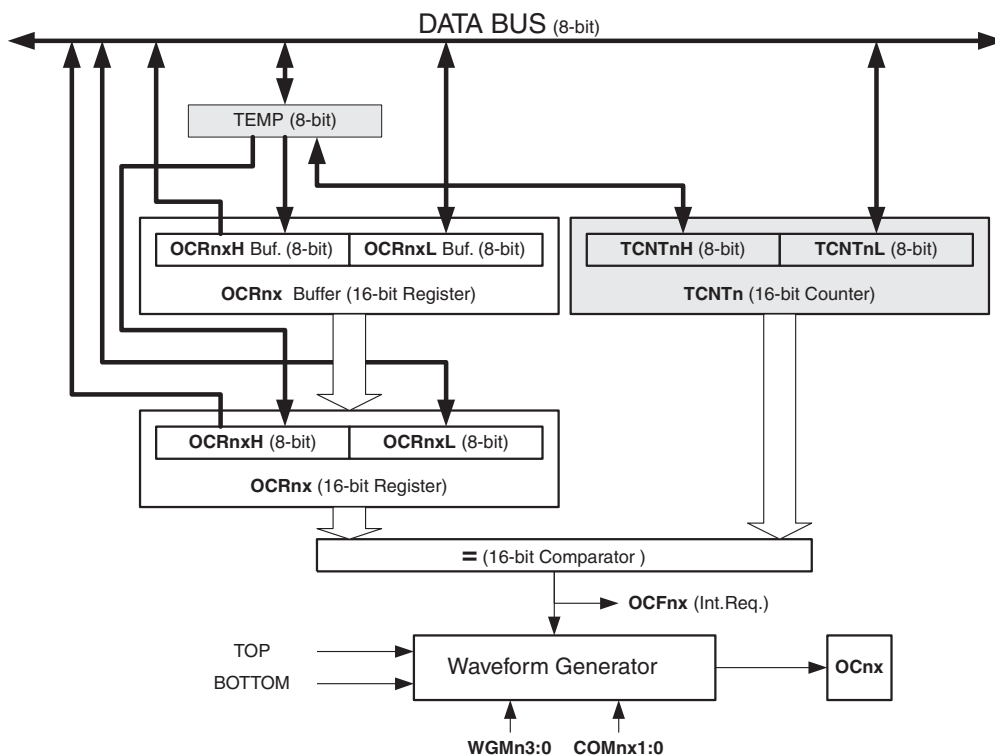 DATA BUS (8-bit)
TEMP (8-bit)
OCRnxH Buf. (8-bit) OCRnxL Buf. (8-bit) TCNTnH (8-bit) TCNTnL (8-bit)
OCRnx Buffer (16-bit Register) TCNTn (16-bit Counter)
OCRnxH (8-bit) OCRnxL (8-bit)
OCRnx (16-bit Register)
= (16-bit Comparator )
OCFnx (Int.Req.)
TOP
Waveform Generator OCnx
BOTTOM
WGMn3:0 COMnx1:0